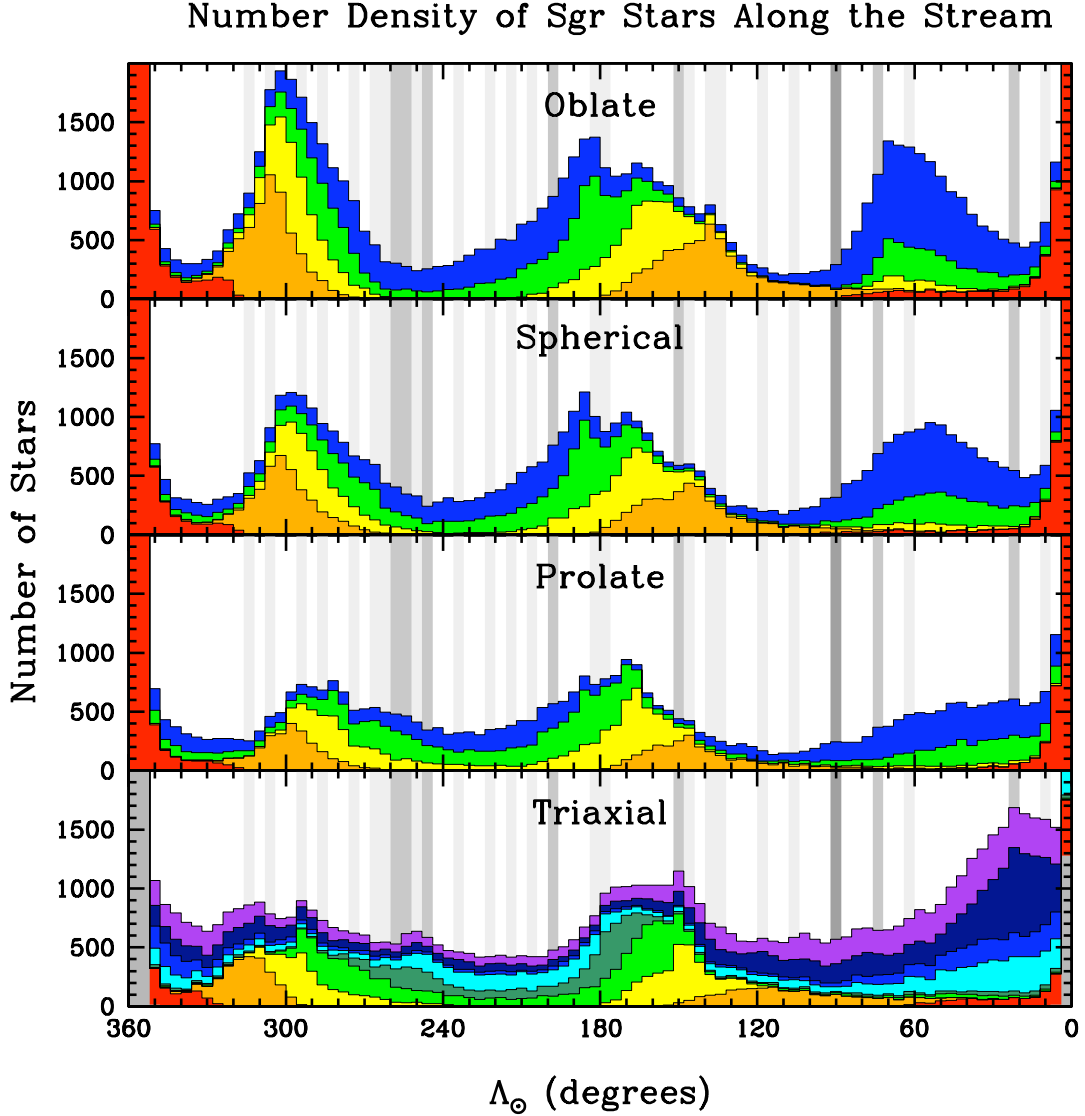 Number Density of Sgr Stars Along the Stream
Oblate
1500
1000
500
0
Spherical
1500
1000
500
0
Prolate
1500
1000
500
0
Triaxial
1500
1000
500
0
Number of Stars
360 300 240 180 120 60 0
Λ☉ (degrees)